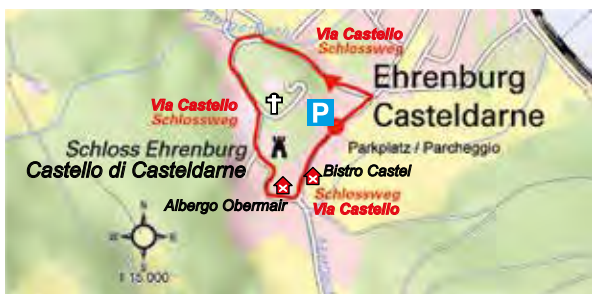 Via Castello
Schlossweg
Ehrenburg
Casteldarne
P
Via Castello
Schlossweg
Parkplatz / Parcheggio
Schloss Ehrenburg
Castello di Casteldarne
Bistro Castel
Albergo Obermair
Schlossweg
Via Castello
N
W
E
S
1:15 000